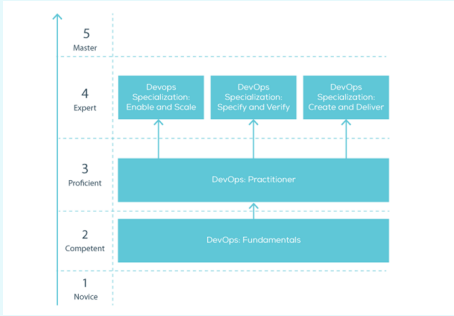 5
Master
4
Expert
Devops
Specialization:
Enable and Scale
DevOps
Specialization:
Specify and Verify
DevOps
Specialization:
Create and Deliver
3
Proficient
DevOps: Practitioner
2
Competent
DevOps: Fundamentals
1
Novice